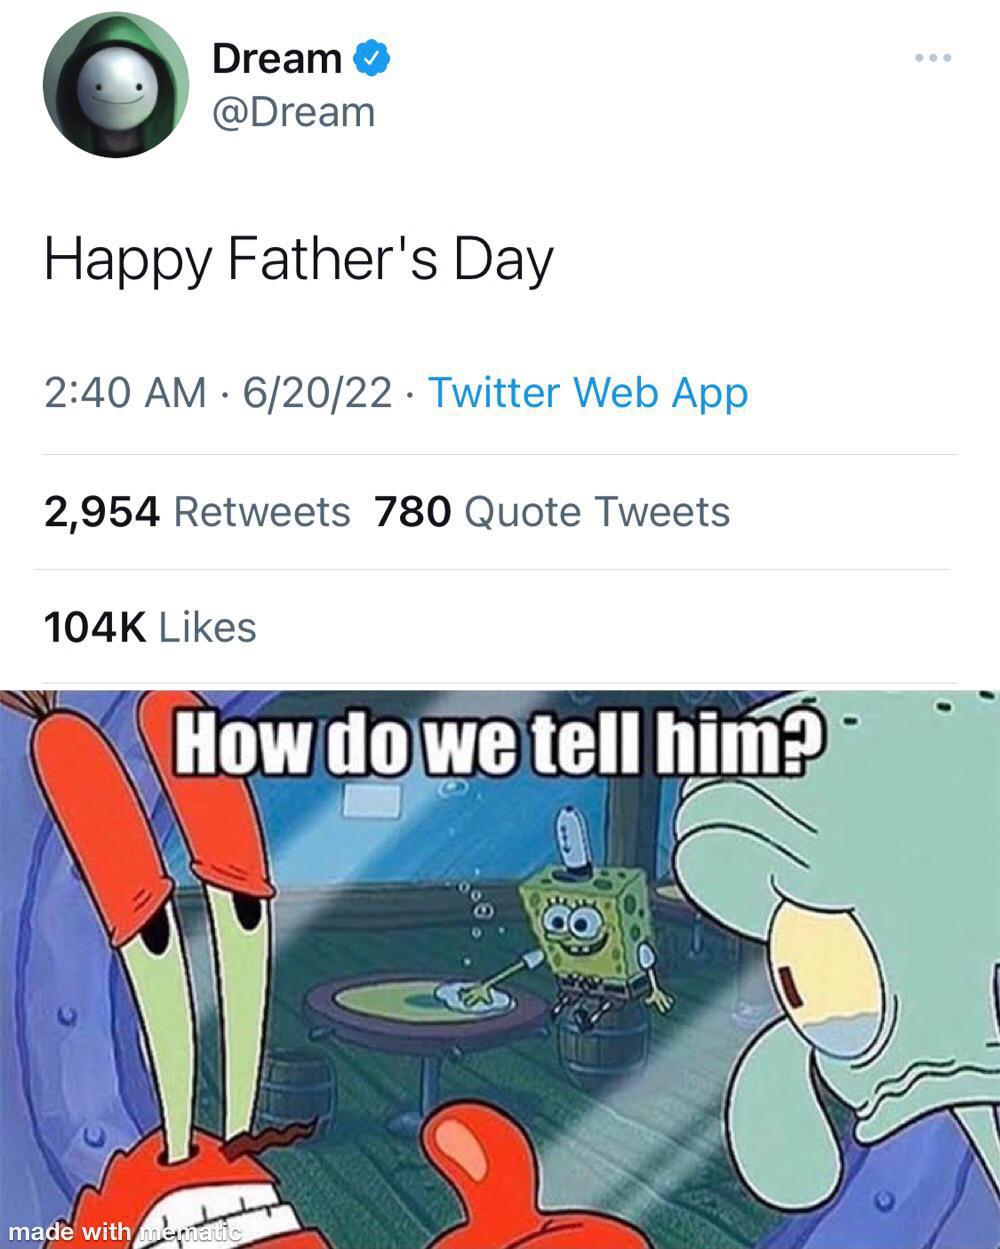 Dream
@Dream
Happy Father's Day
2:40 AM · 6/20/22 · Twitter Web App
2,954 Retweets 780 Quote Tweets
104K Likes
How do we tell him?
made with mematic